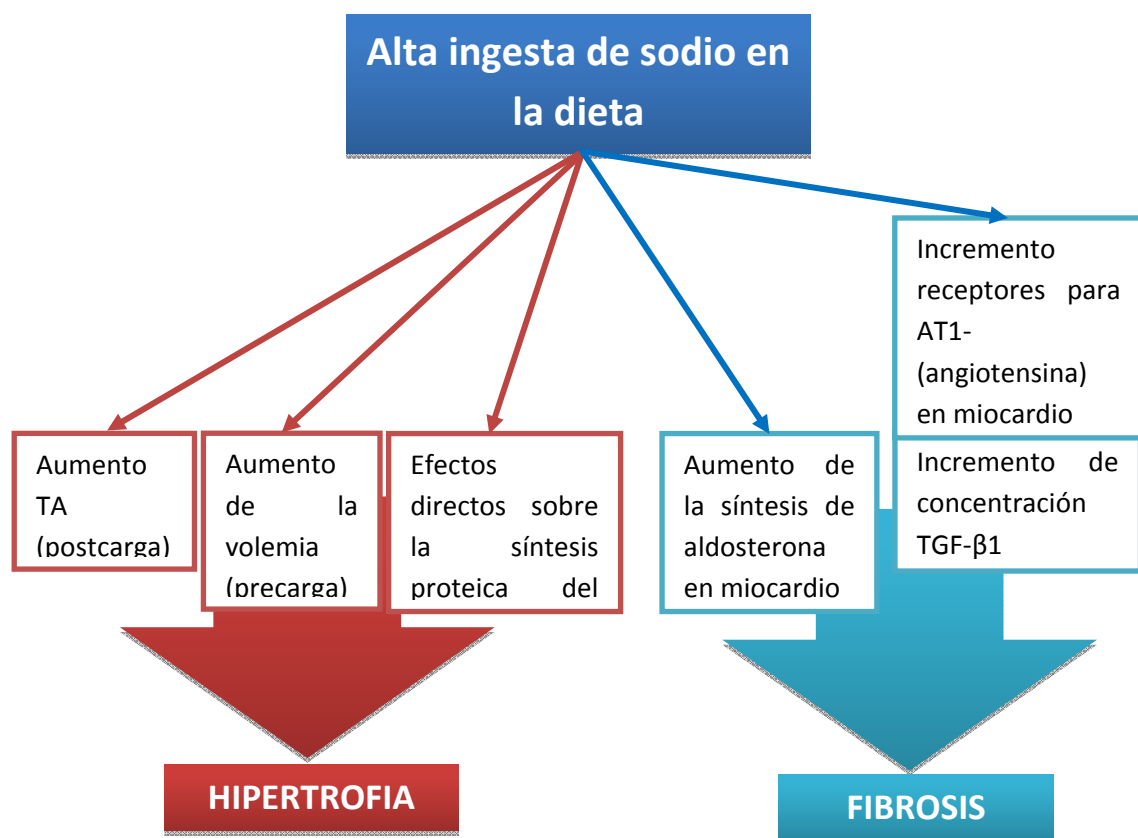 Alta ingesta de sodio en
la dieta
Incremento
receptores para
AT1-
(angiotensina)
en miocardio
Aumento
TA
(postcarga)
Aumento
de la
volemia
(precarga)
Efectos
directos sobre
la síntesis
proteica del
Aumento de
la síntesis de
aldosterona
en miocardio
Incremento de
concentración
TGF-β1
HIPERTROFIA
FIBROSIS